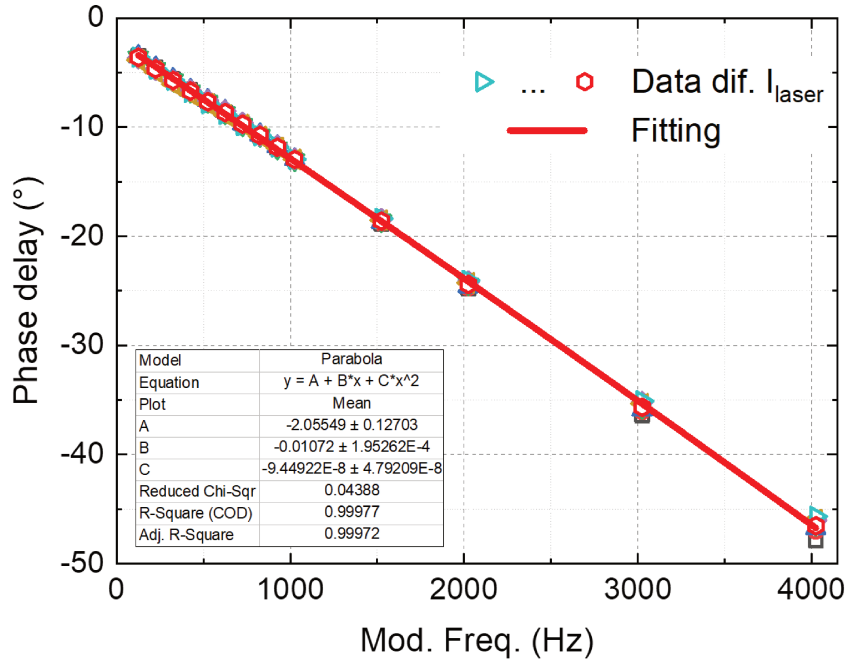 0
-10
-20
-30
-40
-50
Phase delay (°)
... Data dif. I_laser
Fitting
Model Parabola
Equation y = A + B*x + C*x^2
Plot Mean
A -2.05549 ± 0.12703
B -0.01072 ± 1.95262E-4
C -9.44922E-8 ± 4.79209E-8
Reduced Chi-Sqr 0.04388
R-Square (COD) 0.99977
Adj. R-Square 0.99972
0 1000 2000 3000 4000
Mod. Freq. (Hz)